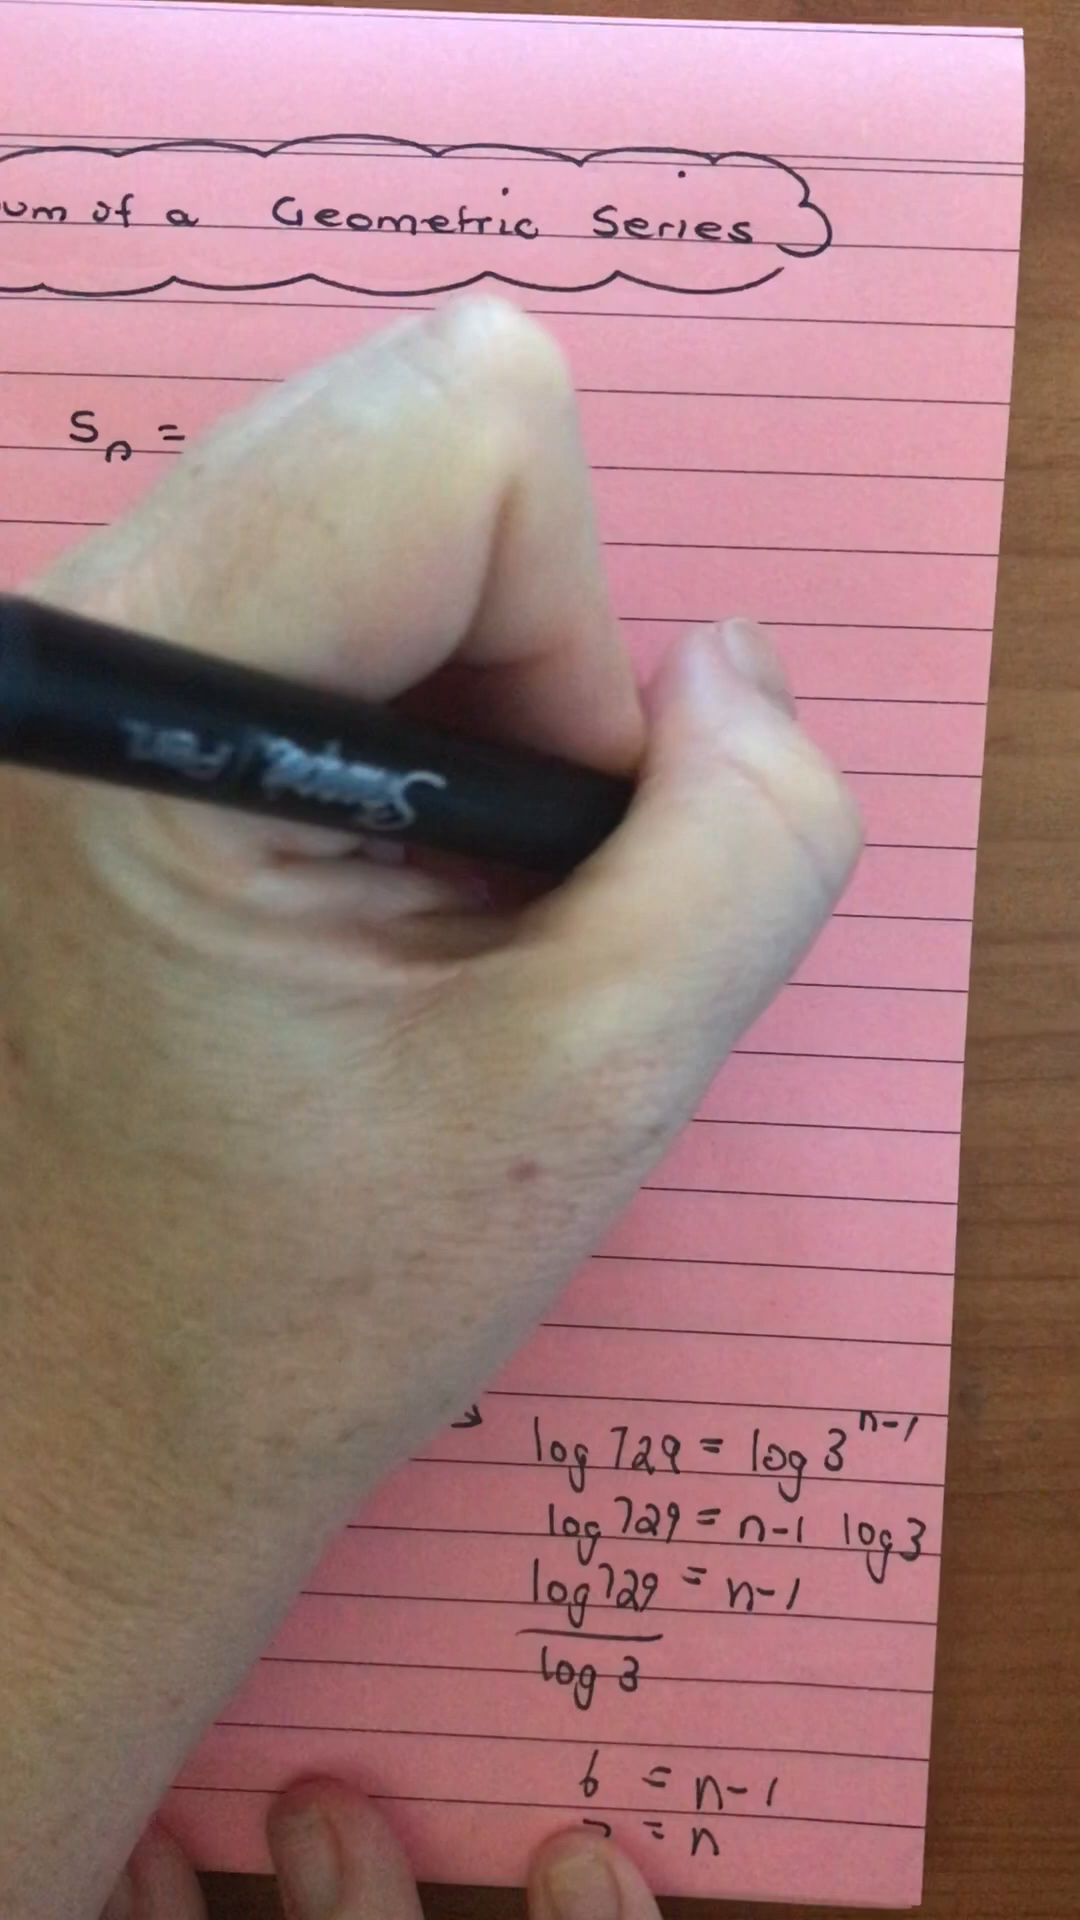 um of a Geometric Series
Sn =
→ log 729 = log 3^n-1
log 729 = n-1 log 3
log 729 = n-1
log 3
6 = n-1
= n